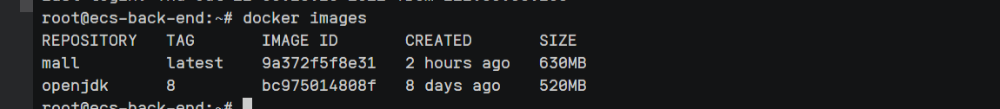 root@ecs-back-end:~# docker images
REPOSITORY   TAG       IMAGE ID       CREATED       SIZE
mall         latest    9a372f5f8e31   2 hours ago   630MB
openjdk      8         bc975014808f   8 days ago    520MB
root@ecs-back-end:~#